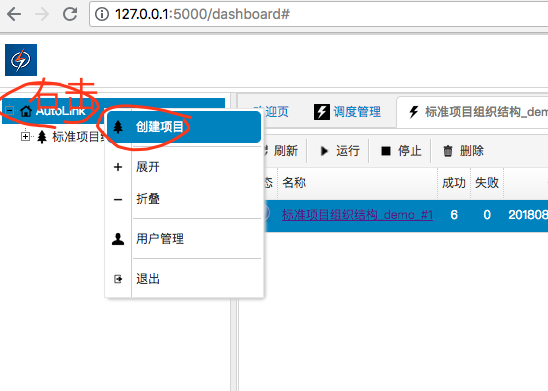 127.0.0.1:5000/dashboard#
右击
AutoLink
标准项目
创建项目
展开
折叠
用户管理
退出
欢迎页 调度管理 标准项目组织结构_dem
刷新 运行 停止 删除
态 名称 成功 失败
标准项目组织结构_demo_#1 6 0 201808